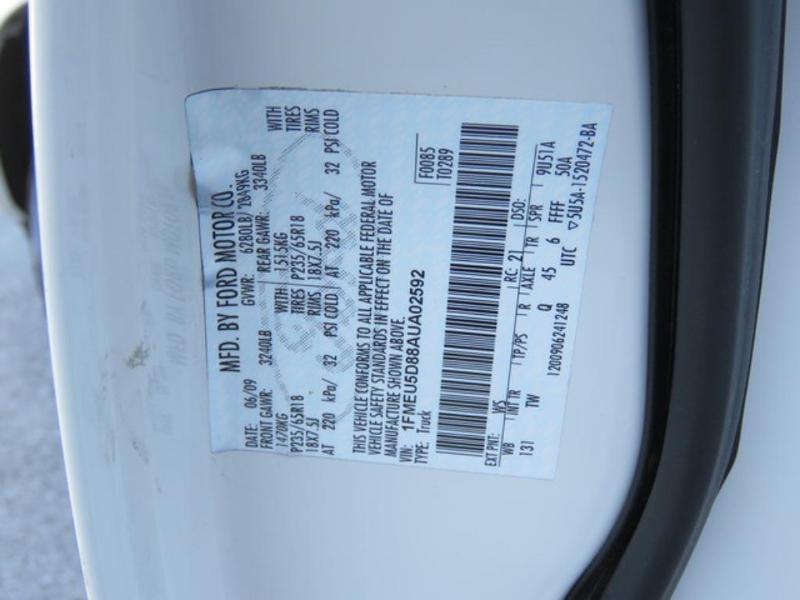 MFD. BY FORD MOTOR CO.
DATE: 06/09 GVWR: 6280LB/ 2849KG
FRONT GAWR: 3240LB REAR GAWR: 3340LB
1470KG WITH 1515KG WITH
P235/65R18 TIRES P235/65R18 TIRES
18X7.5J RIMS 18X7.5J RIMS
AT 220 kPa/ 32 PSI COLD AT 220 kPa/ 32 PSI COLD
THIS VEHICLE CONFORMS TO ALL APPLICABLE FEDERAL MOTOR
VEHICLE SAFETY STANDARDS IN EFFECT ON THE DATE OF
MANUFACTURE SHOWN ABOVE.
VIN: 1FMEU5D88AUA02592
TYPE: Truck
F0085
T0289
EXT PNT: WS RC: 21 DSO:
WB INT TR TP/PS R AXLE TR SPR 9U51A
131 TW Q 45 6 FFFF 50A
1200906241248 UTC ▽5U5A-1520472-BA